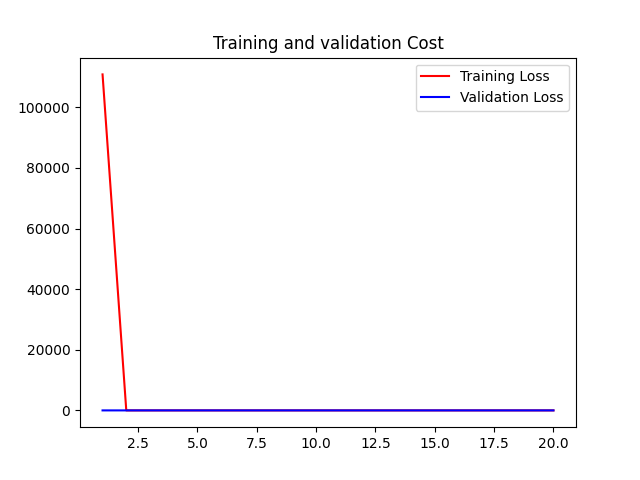 Training and validation Cost
Training Loss
Validation Loss
100000
80000
60000
40000
20000
0
2.5 5.0 7.5 10.0 12.5 15.0 17.5 20.0